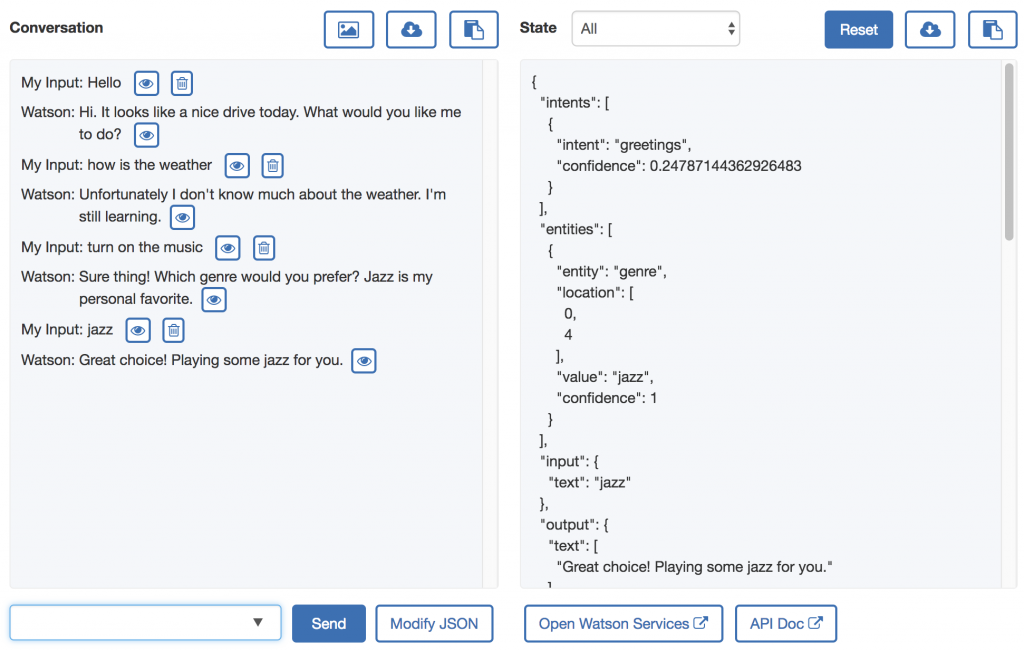 Conversation
My Input: Hello
Watson: Hi. It looks like a nice drive today. What would you like me
to do?
My Input: how is the weather
Watson: Unfortunately I don't know much about the weather. I'm
still learning.
My Input: turn on the music
Watson: Sure thing! Which genre would you prefer? Jazz is my
personal favorite.
My Input: jazz
Watson: Great choice! Playing some jazz for you.
Send
Modify JSON
State
All
Reset
{
"intents": [
{
"intent": "greetings",
"confidence": 0.24787144362926483
}
],
"entities": [
{
"entity": "genre",
"location": [
0,
4
],
"value": "jazz",
"confidence": 1
}
],
"input": {
"text": "jazz"
},
"output": {
"text": [
"Great choice! Playing some jazz for you."
]
Open Watson Services
API Doc